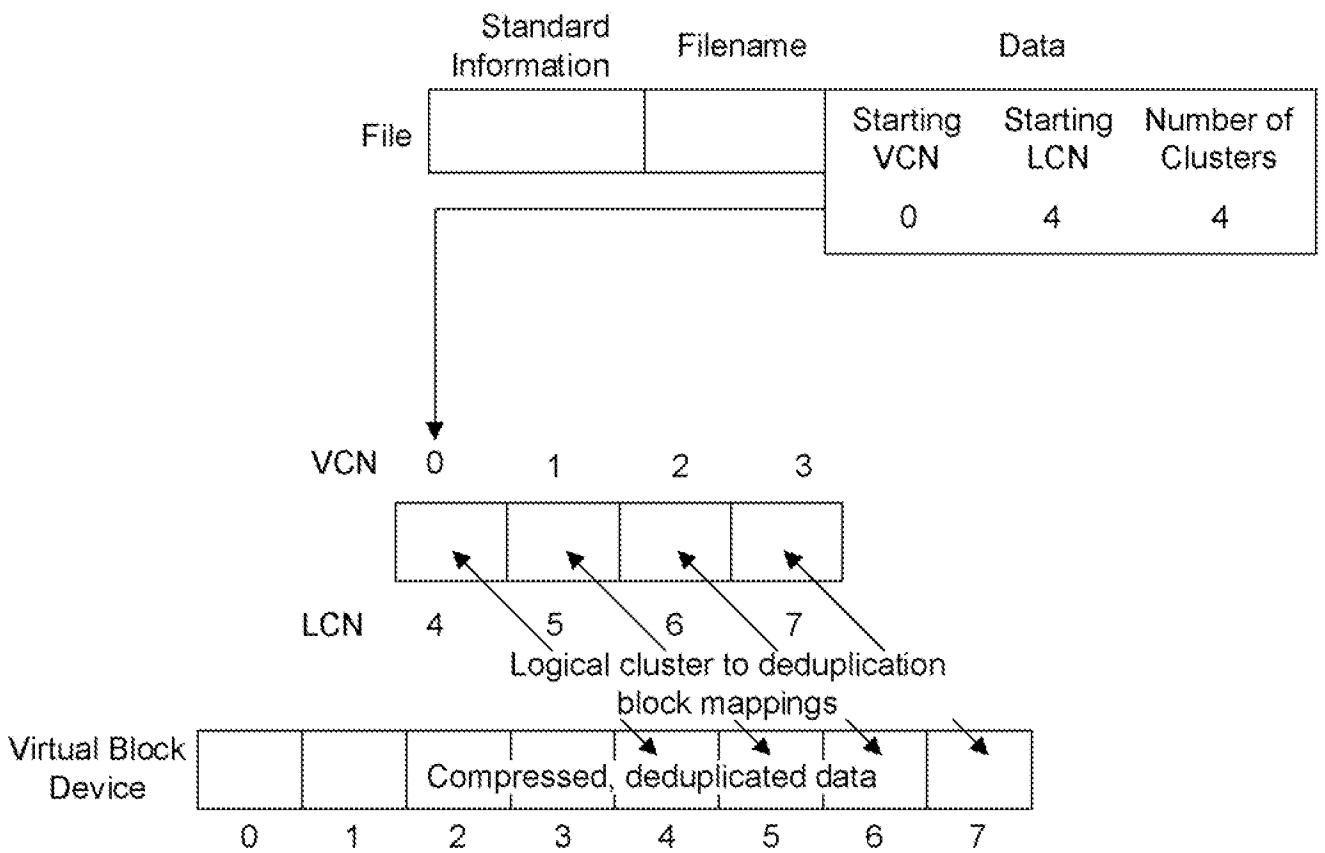 Standard
Information
Filename
Data
File
Starting
VCN
Starting
LCN
Number of
Clusters
0 4 4
VCN 0 1 2 3
LCN 4 5 6 7
Logical cluster to deduplication
block mappings
Virtual Block
Device
Compressed, deduplicated data
0 1 2 3 4 5 6 7